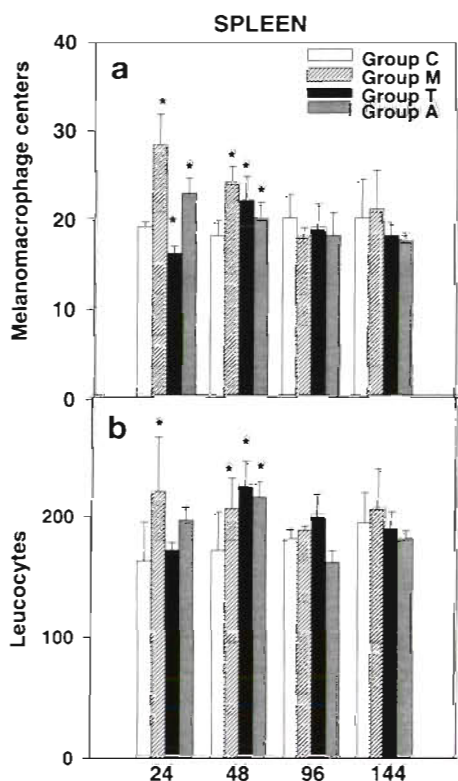 SPLEEN
a
Group C
Group M
Group T
Group A
Melanomacrophage centers
40
30
20
10
0
* * * * * *
b
Leucocytes
200
100
0
* * * *
24 48 96 144